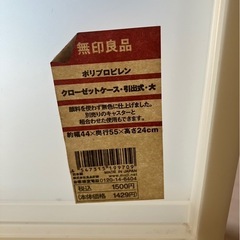 無印良品
ポリプロピレン
クローゼットケース・引出式・大
顔料を使わず無色に仕上げました。
別売りのキャスターと
組合わせた使用もできます。
約幅44×奥行55×高さ24cm
MADE IN JAPAN
0120-14-6404
税込 1500円
(本体価格 1429円)